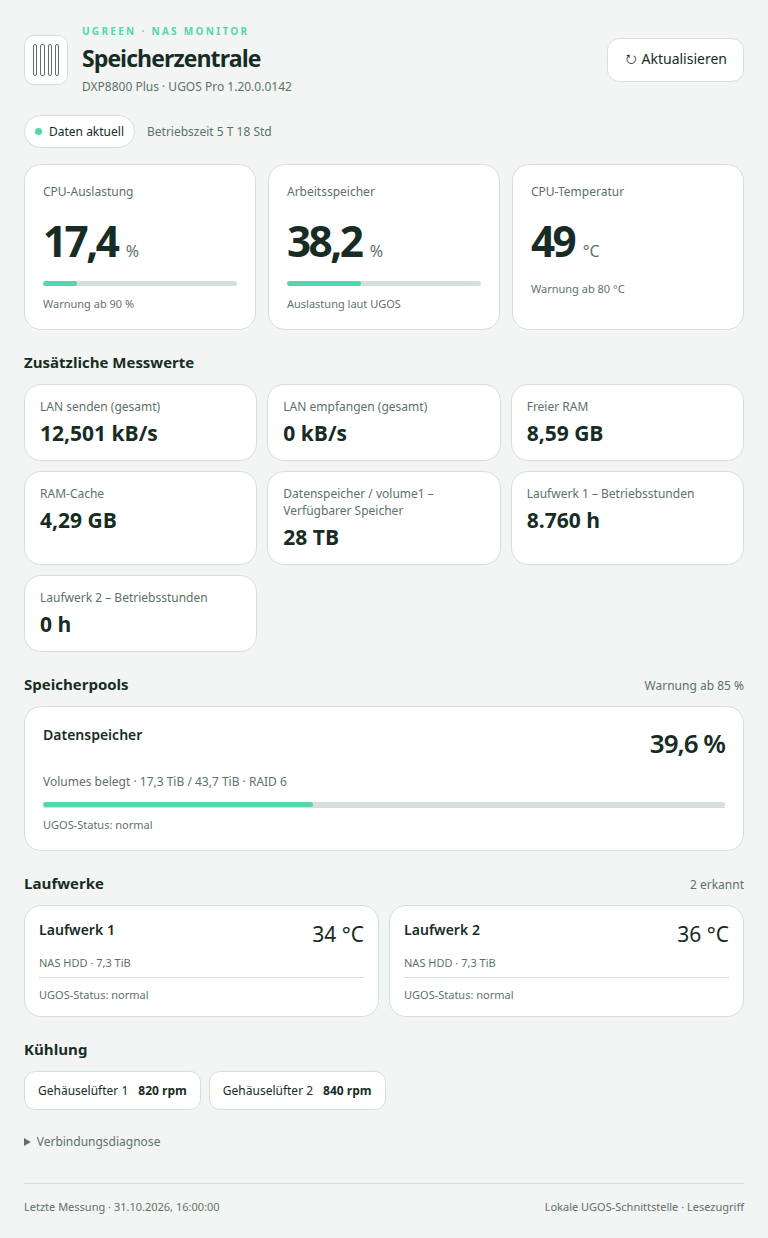 UGREEN · NAS MONITOR
Speicherzentrale
DXP8800 Plus · UGOS Pro 1.20.0.0142
↻ Aktualisieren
Daten aktuell
Betriebszeit 5 T 18 Std
CPU-Auslastung
17,4 %
Warnung ab 90 %
Arbeitsspeicher
38,2 %
Auslastung laut UGOS
CPU-Temperatur
49 °C
Warnung ab 80 °C
Zusätzliche Messwerte
LAN senden (gesamt)
12,501 kB/s
LAN empfangen (gesamt)
0 kB/s
Freier RAM
8,59 GB
RAM-Cache
4,29 GB
Datenspeicher / volume1 –
Verfügbarer Speicher
28 TB
Laufwerk 1 – Betriebsstunden
8.760 h
Laufwerk 2 – Betriebsstunden
0 h
Speicherpools
Warnung ab 85 %
Datenspeicher
39,6 %
Volumes belegt · 17,3 TiB / 43,7 TiB · RAID 6
UGOS-Status: normal
Laufwerke
2 erkannt
Laufwerk 1
34 °C
NAS HDD · 7,3 TiB
UGOS-Status: normal
Laufwerk 2
36 °C
NAS HDD · 7,3 TiB
UGOS-Status: normal
Kühlung
Gehäuselüfter 1 820 rpm
Gehäuselüfter 2 840 rpm
▶ Verbindungsdiagnose
Letzte Messung · 31.10.2026, 16:00:00
Lokale UGOS-Schnittstelle · Lesezugriff